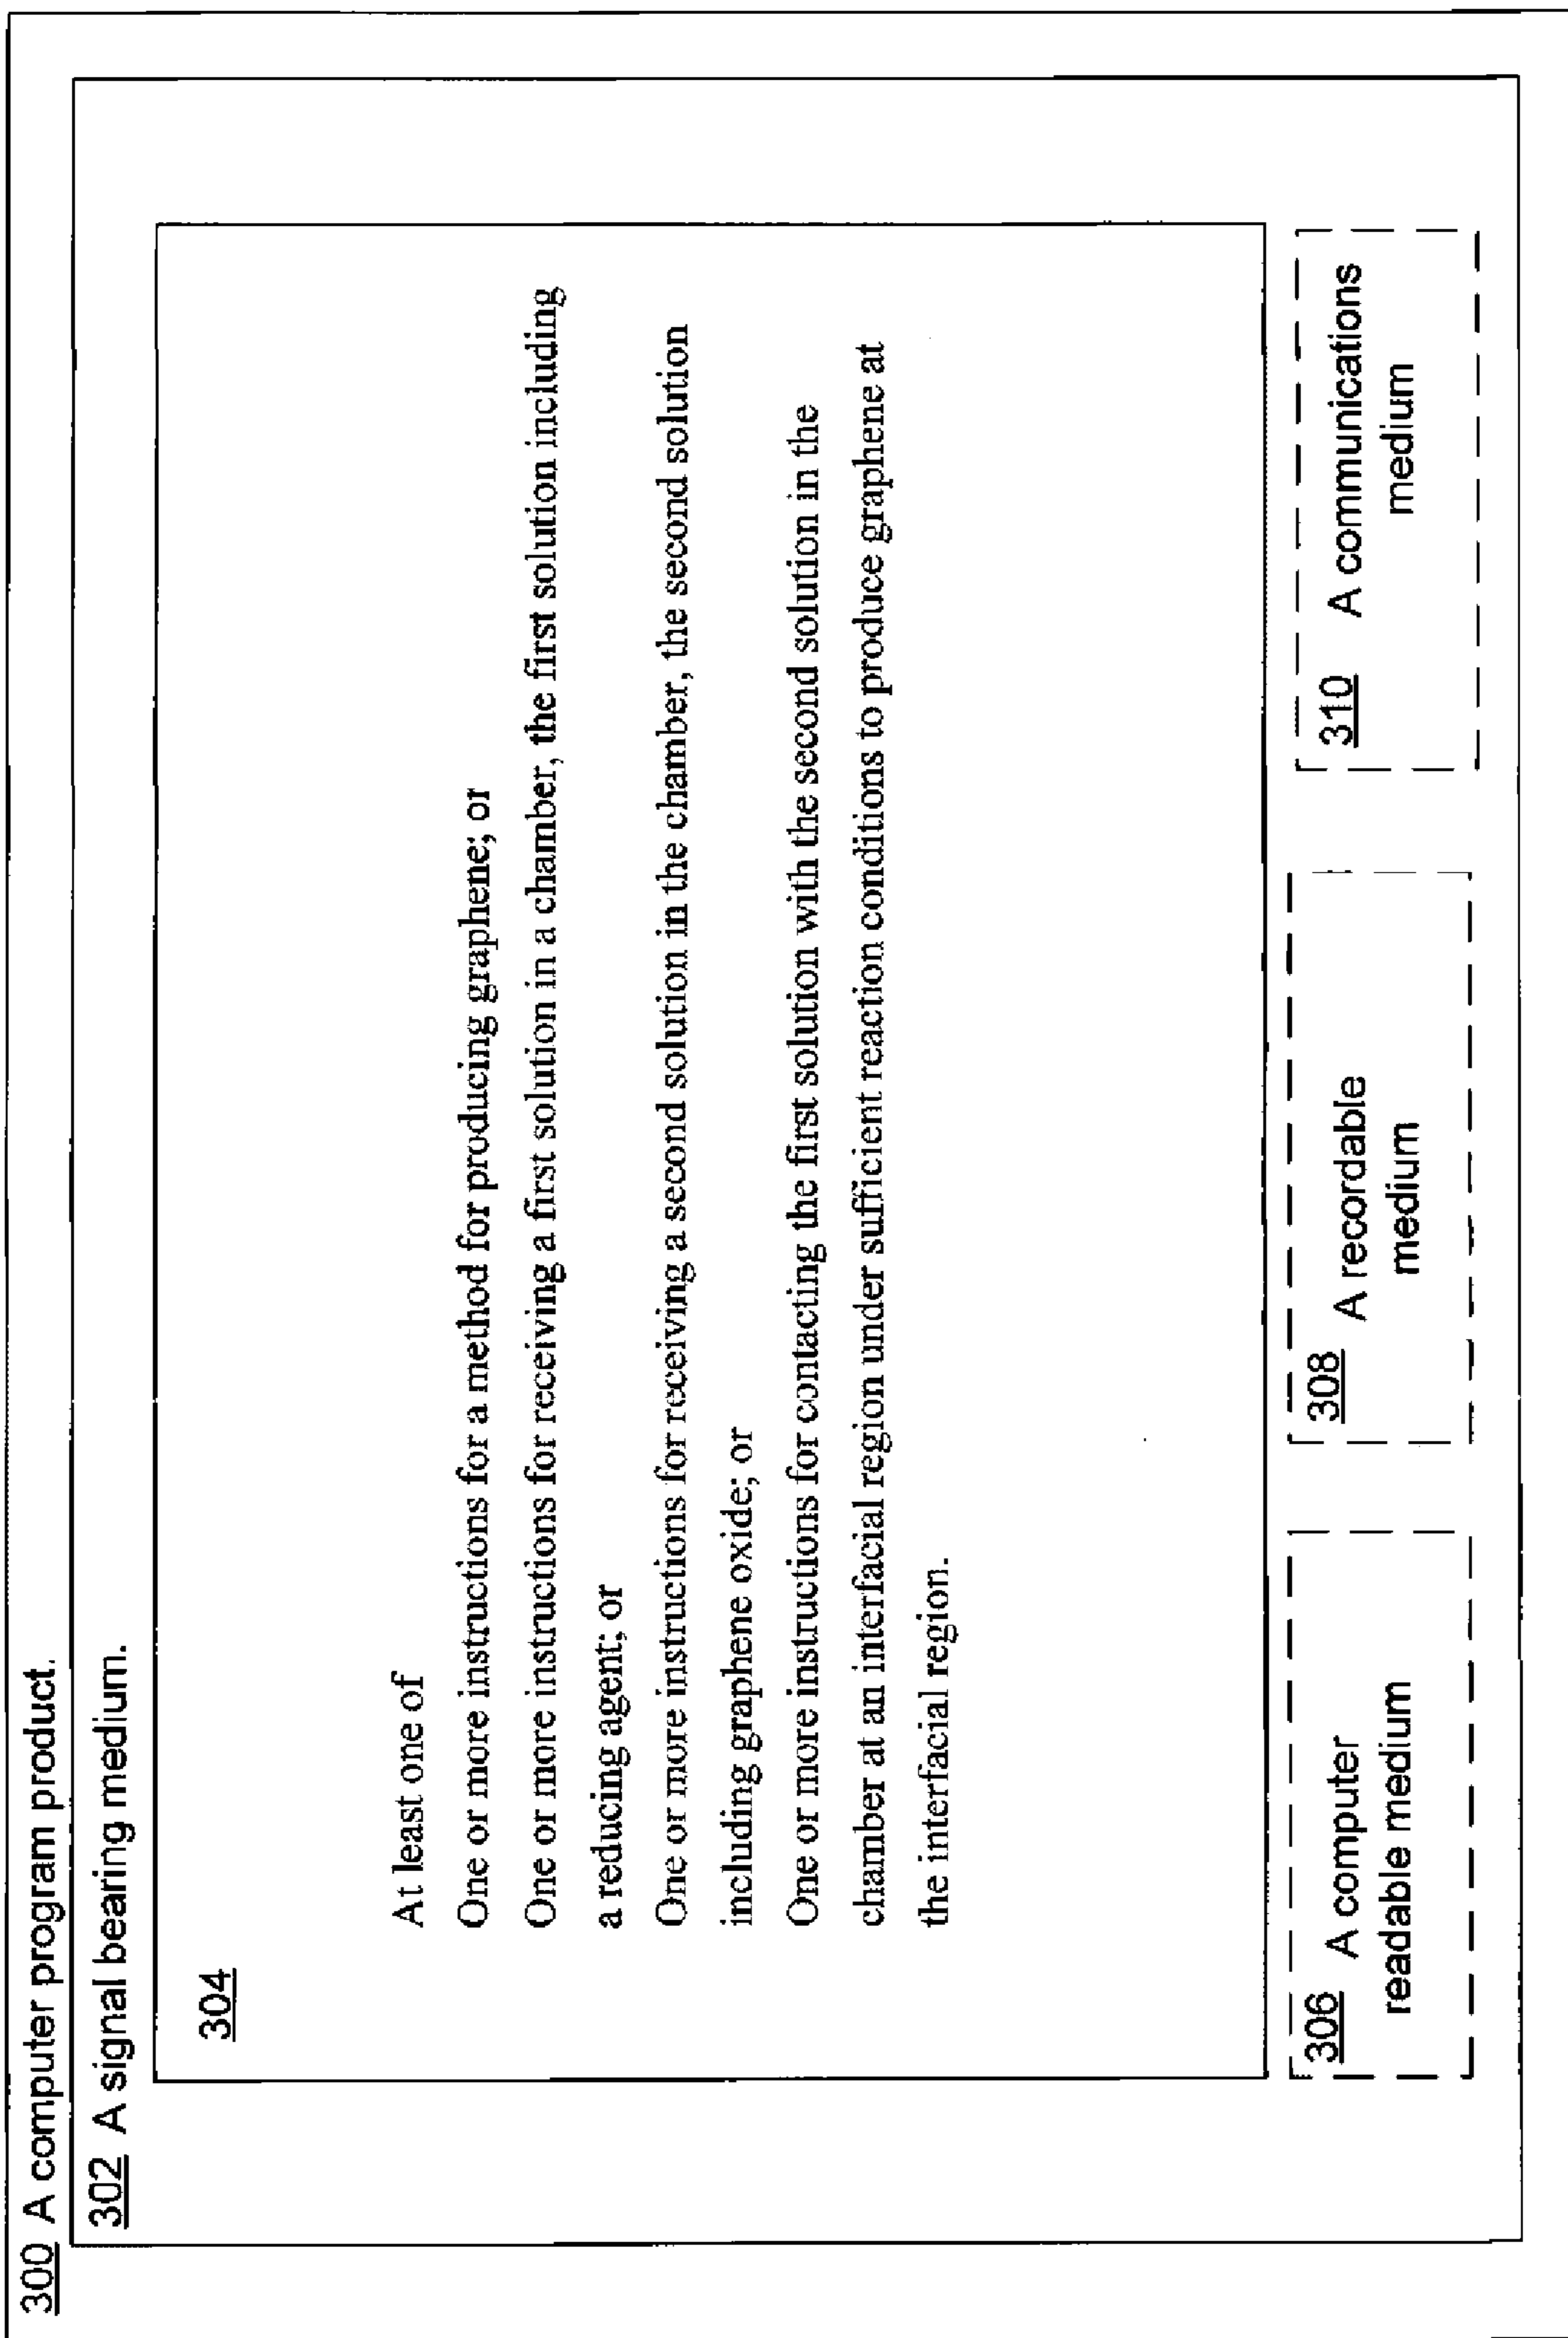 300 A computer program product.
302 A signal bearing medium.
304
At least one of
One or more instructions for a method for producing graphene; or
One or more instructions for receiving a first solution in a chamber, the first solution including
a reducing agent; or
One or more instructions for receiving a second solution in the chamber, the second solution
including graphene oxide; or
One or more instructions for contacting the first solution with the second solution in the
chamber at an interfacial region under sufficient reaction conditions to produce graphene at
the interfacial region.
306 A computer
readable medium
308 A recordable
medium
310 A communications
medium